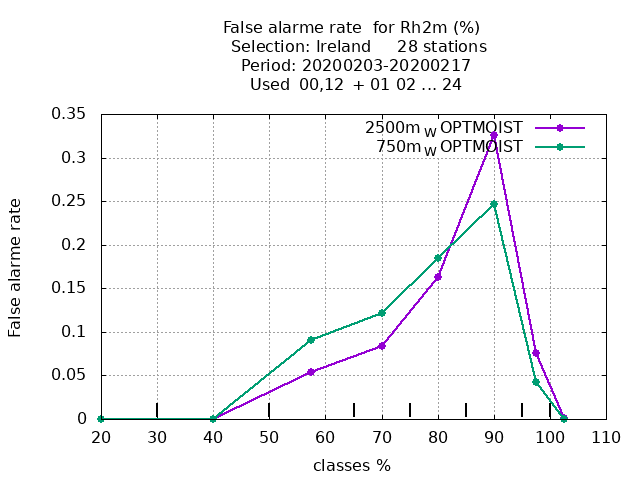 False alarme rate  for Rh2m (%)
Selection: Ireland     28 stations
Period: 20200203-20200217
Used  00,12  + 01 02 ... 24
2500m W OPTMOIST
750m W OPTMOIST
0.35
0.3
0.25
0.2
0.15
0.1
0.05
0
False alarme rate
20 30 40 50 60 70 80 90 100 110
classes %